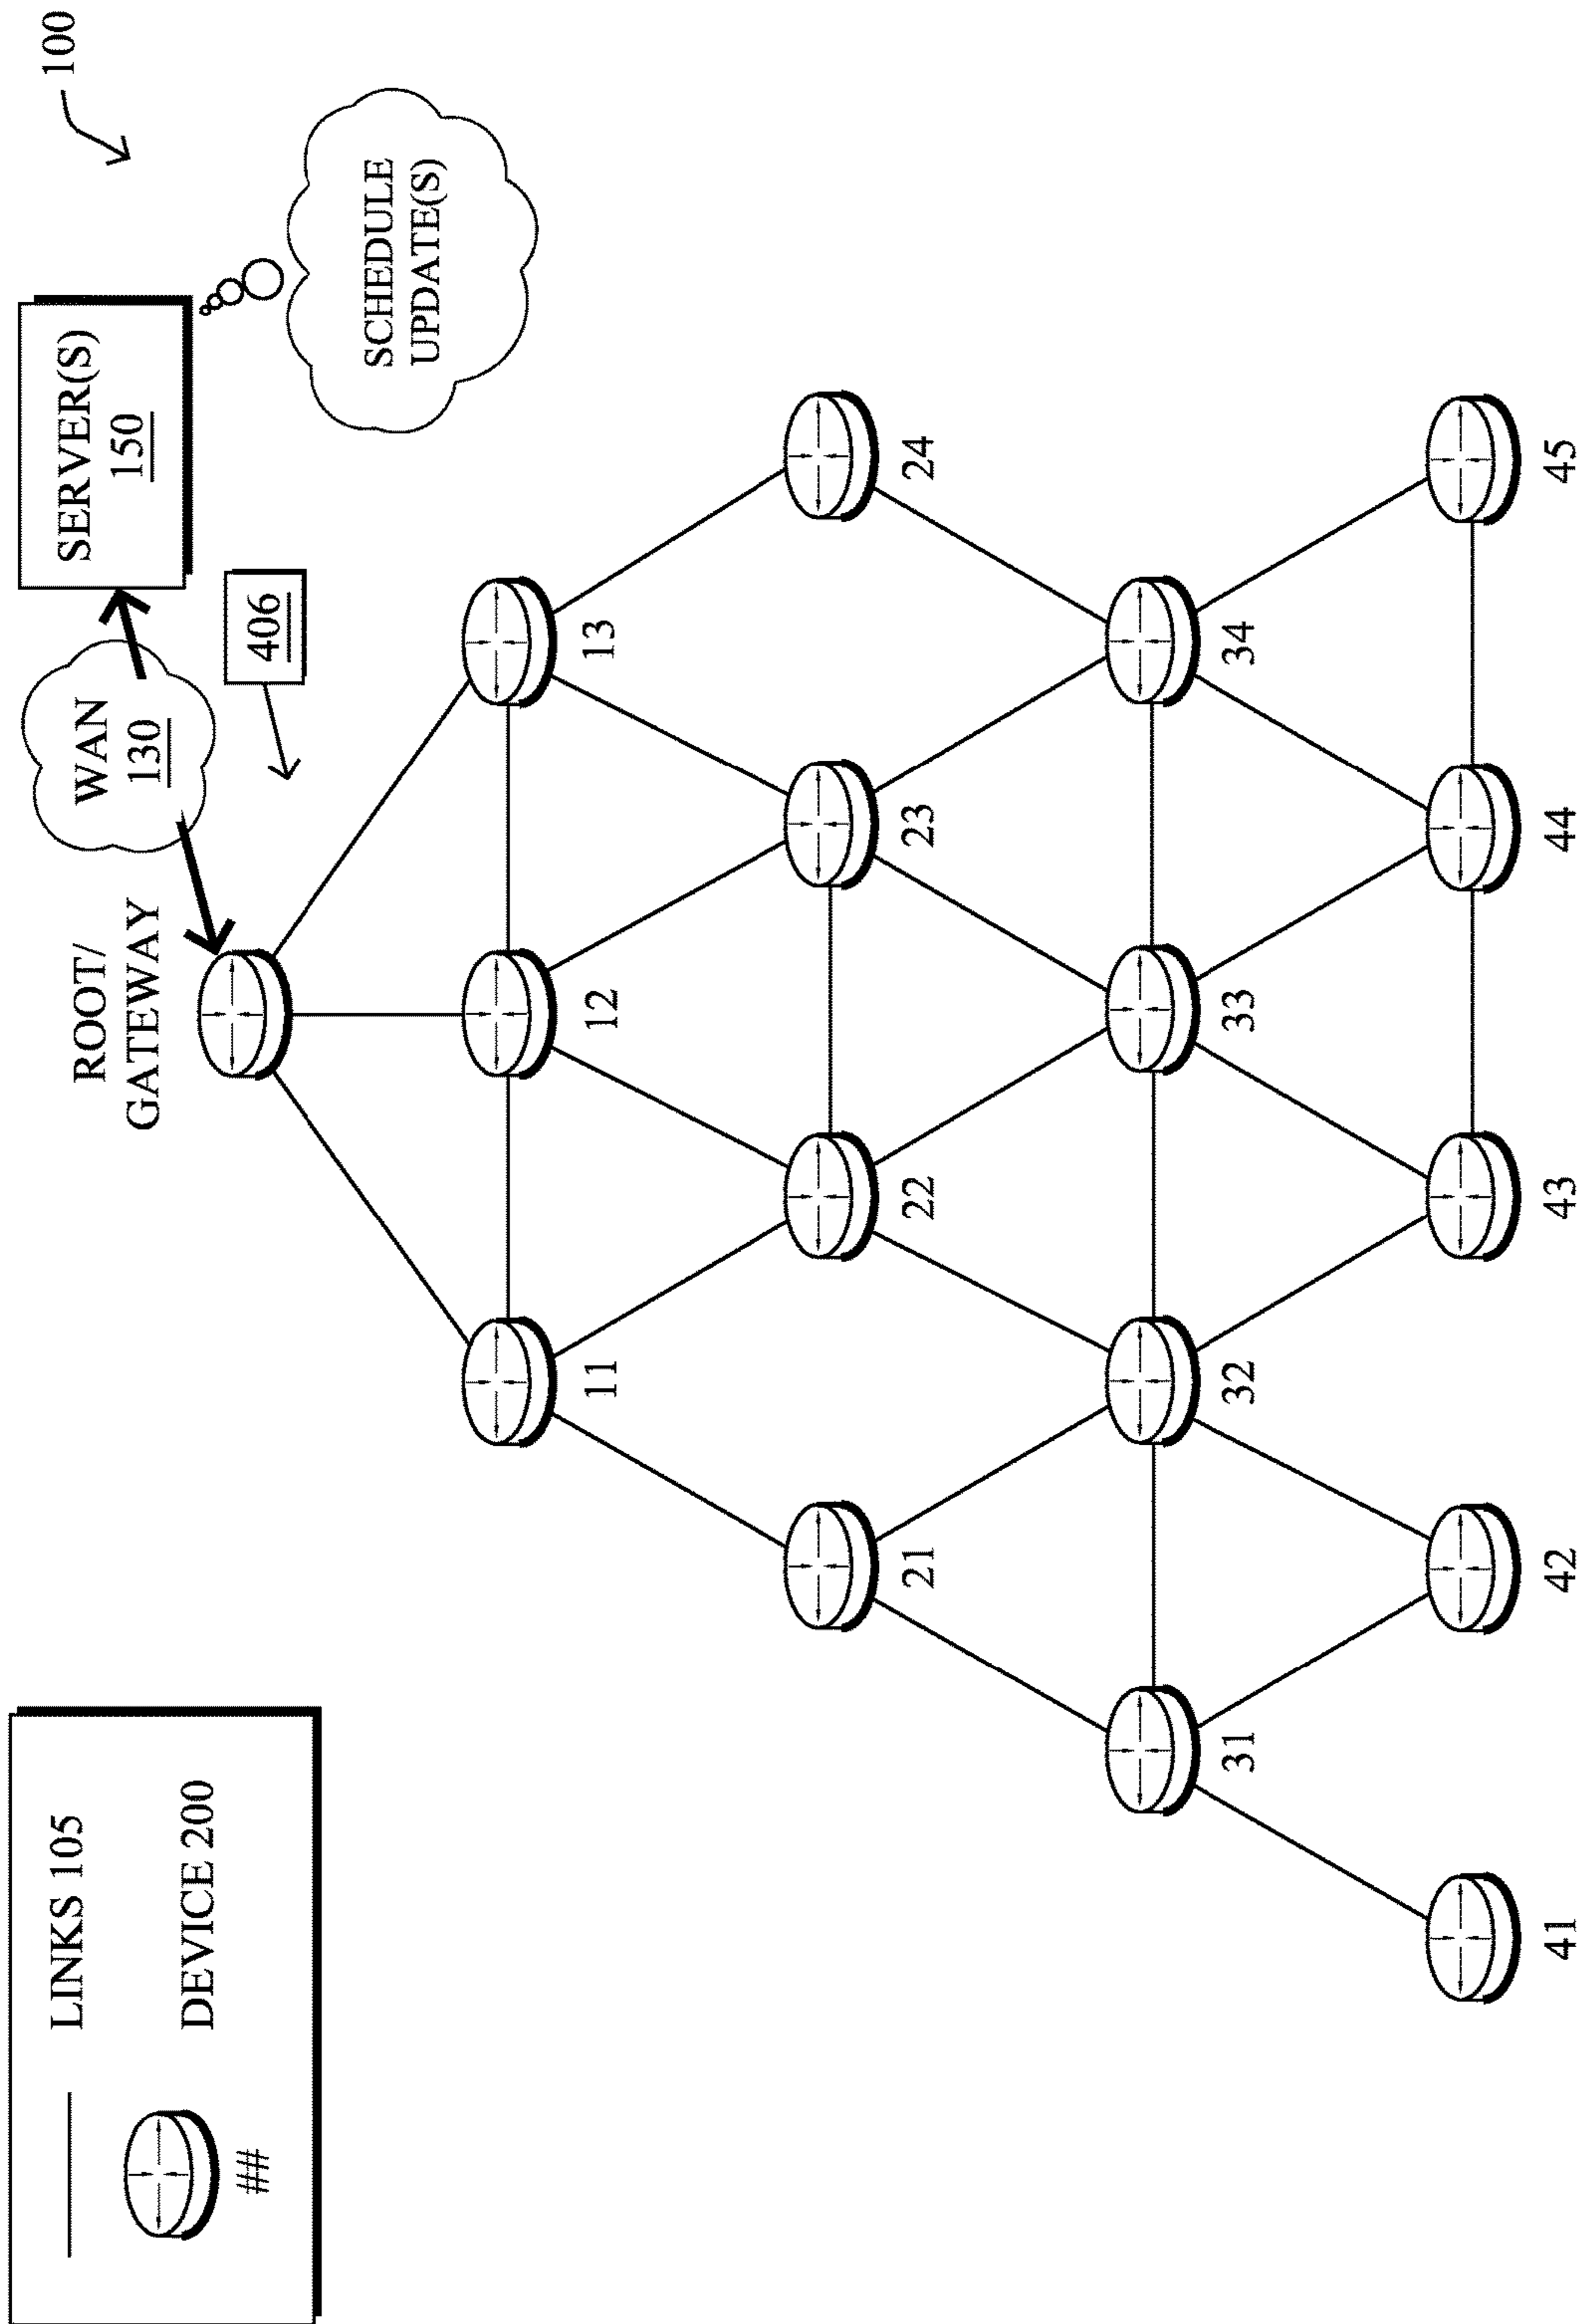 LINKS 105
DEVICE 200
##
ROOT/
GATEWAY
WAN
130
SERVER(S)
150
100
406
SCHEDULE
UPDATE(S)
11
12
13
21
22
23
24
31
32
33
34
41
42
43
44
45